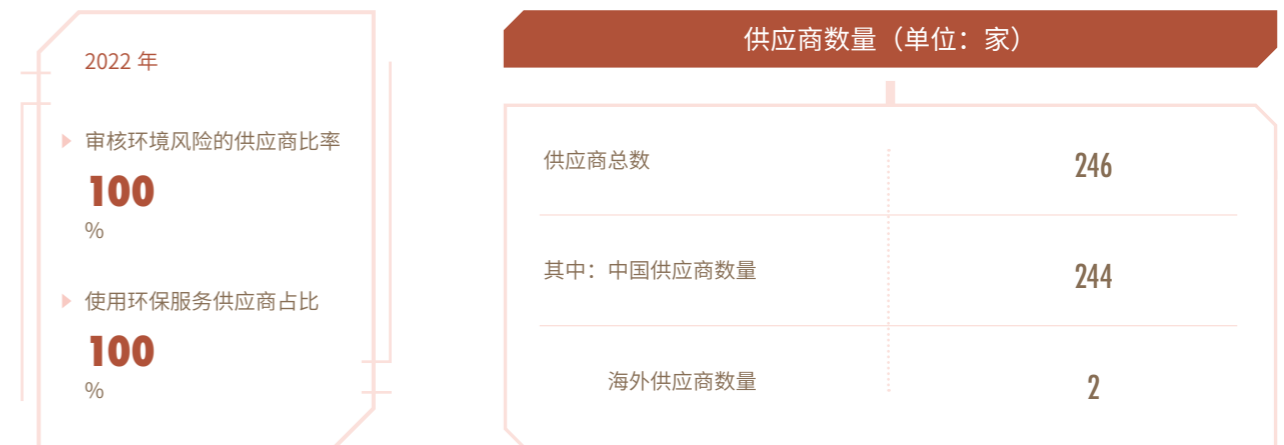 2022 年
审核环境风险的供应商比率
100
%
使用环保服务供应商占比
100
%
供应商数量（单位：家）
供应商总数 246
其中：中国供应商数量 244
海外供应商数量 2